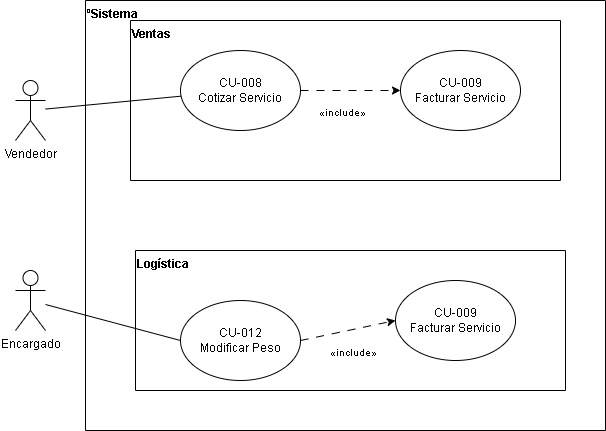 Sistema
Ventas
CU-008
Cotizar Servicio
CU-009
Facturar Servicio
«include»
Vendedor
Logística
CU-009
Facturar Servicio
CU-012
Modificar Peso
«include»
Encargado